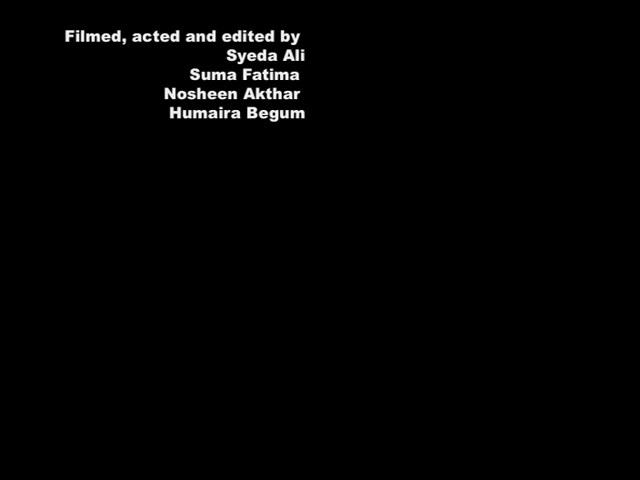 Filmed, acted and edited by
Syeda Ali
Suma Fatima
Nosheen Akthar
Humaira Begum